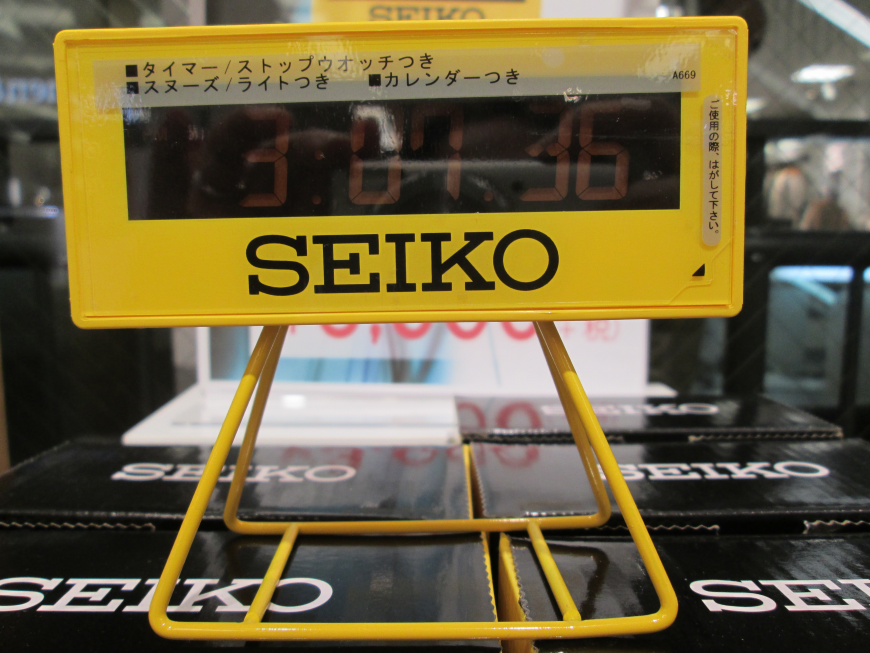 SEIKO
■タイマー/ストップウオッチつき
■スヌーズ/ライトつき ■カレンダーつき
A669
ご使用の際、はがして下さい。
3:07 36
SEIKO
SEIKO
SEIKO
SEIKO
SEIKO
SEIKO